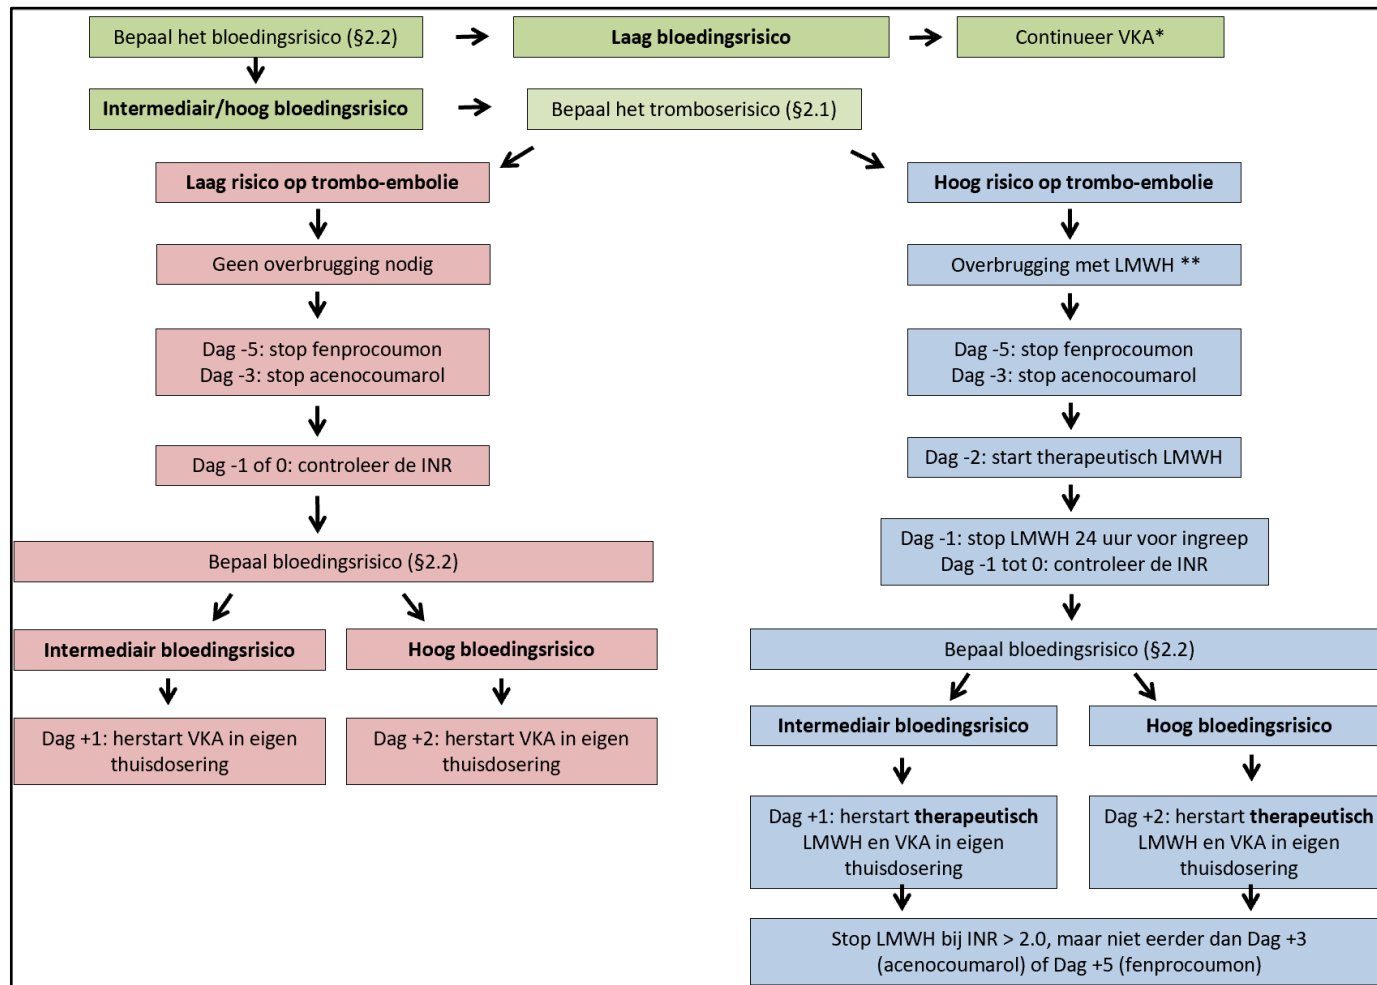 Bepaal het bloedingsrisico (§2.2)
Laag bloedingsrisico
Continueer VKA*
Intermediair/hoog bloedingsrisico
Bepaal het tromboserisico (§2.1)
Laag risico op trombo-embolie
Geen overbrugging nodig
Dag -5: stop fenprocoumon
Dag -3: stop acenocoumarol
Dag -1 of 0: controleer de INR
Bepaal bloedingsrisico (§2.2)
Intermediair bloedingsrisico
Hoog bloedingsrisico
Dag +1: herstart VKA in eigen
thuisdosering
Dag +2: herstart VKA in eigen
thuisdosering
Hoog risico op trombo-embolie
Overbrugging met LMWH **
Dag -5: stop fenprocoumon
Dag -3: stop acenocoumarol
Dag -2: start therapeutisch LMWH
Dag -1: stop LMWH 24 uur voor ingreep
Dag -1 tot 0: controleer de INR
Bepaal bloedingsrisico (§2.2)
Intermediair bloedingsrisico
Hoog bloedingsrisico
Dag +1: herstart therapeutisch
LMWH en VKA in eigen
thuisdosering
Dag +2: herstart therapeutisch
LMWH en VKA in eigen
thuisdosering
Stop LMWH bij INR > 2.0, maar niet eerder dan Dag +3
(acenocoumarol) of Dag +5 (fenprocoumon)